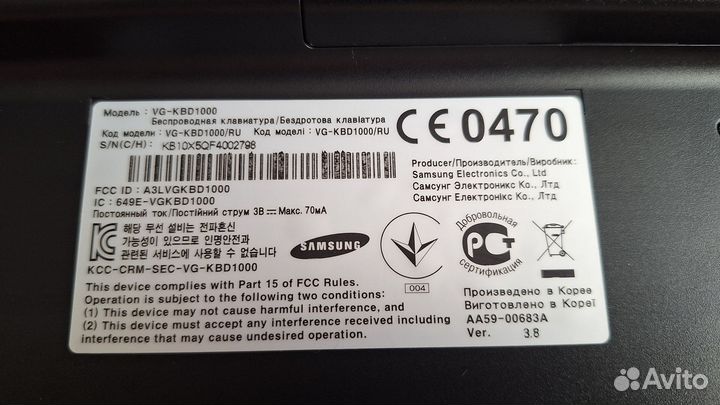 Модель: VG-KBD1000
Беспроводная клавиатура/Бездротова клавіатура
Код модели: VG-KBD1000/RU Код моделі: VG-KBD1000/RU
S/N(С/Н): KB10X5QF4002798
CE0470
FCC ID : A3LVGKBD1000
IC : 649E-VGKBD1000
Постоянный ток/Постійний струм 3В Макс. 70мА
Producer/Производитель/Виробник:
Samsung Electronics Co., Ltd
Самсунг Электроникс Ко., Лтд
Самсунг Електронікс Ко., Лтд
해당 무선 설비는 전파혼신
가능성이 있으므로 인명안전과
관련된 서비스에 사용할 수 없음
KCC-CRM-SEC-VG-KBD1000
SAMSUNG
004
Добровольная
РСТ
сертификация
This device complies with Part 15 of FCC Rules.
Operation is subject to the following two conditions:
(1) This device may not cause harmful interference, and
(2) This device must accept any interference received including
interference that may cause undesired operation.
Произведено в Корее
Виготовлено в Кореї
AA59-00683A
Ver. 3.8
Avito